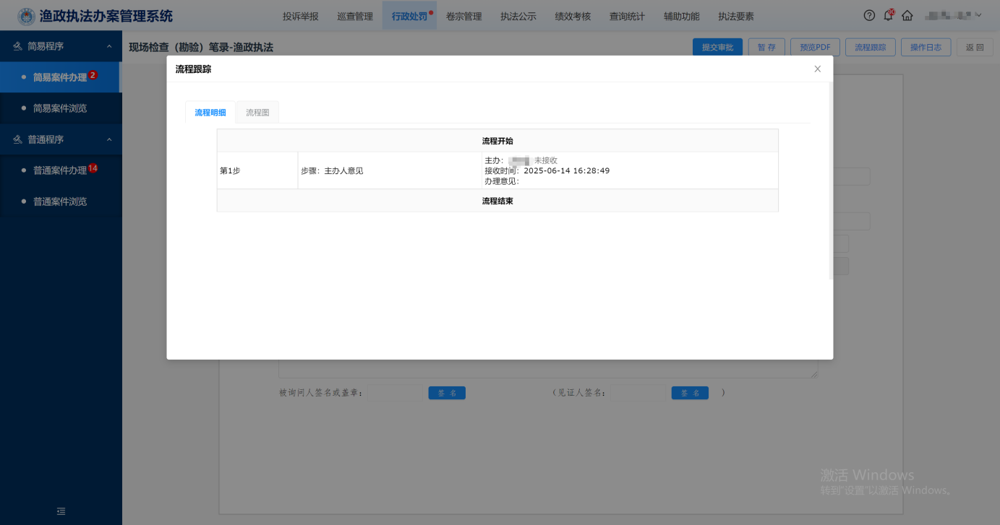 渔政执法办案管理系统
投诉举报 巡查管理 行政处罚 卷宗管理 执法公示 绩效考核 查询统计 辅助功能 执法要素
简易程序
简易案件办理 2
简易案件浏览
普通程序
普通案件办理 14
普通案件浏览
现场检查（勘验）笔录-渔政执法
提交审批 暂 存 预览PDF 流程跟踪 操作日志 返 回
流程跟踪
流程明细 流程图
流程开始
第1步 步骤：主办人意见
主办： 未接收
接收时间：2025-06-14 16:28:49
办理意见：
流程结束
被询问人签名或盖章： 签 名 （见证人签名： 签 名 ）
激活 Windows
转到"设置"以激活 Windows。